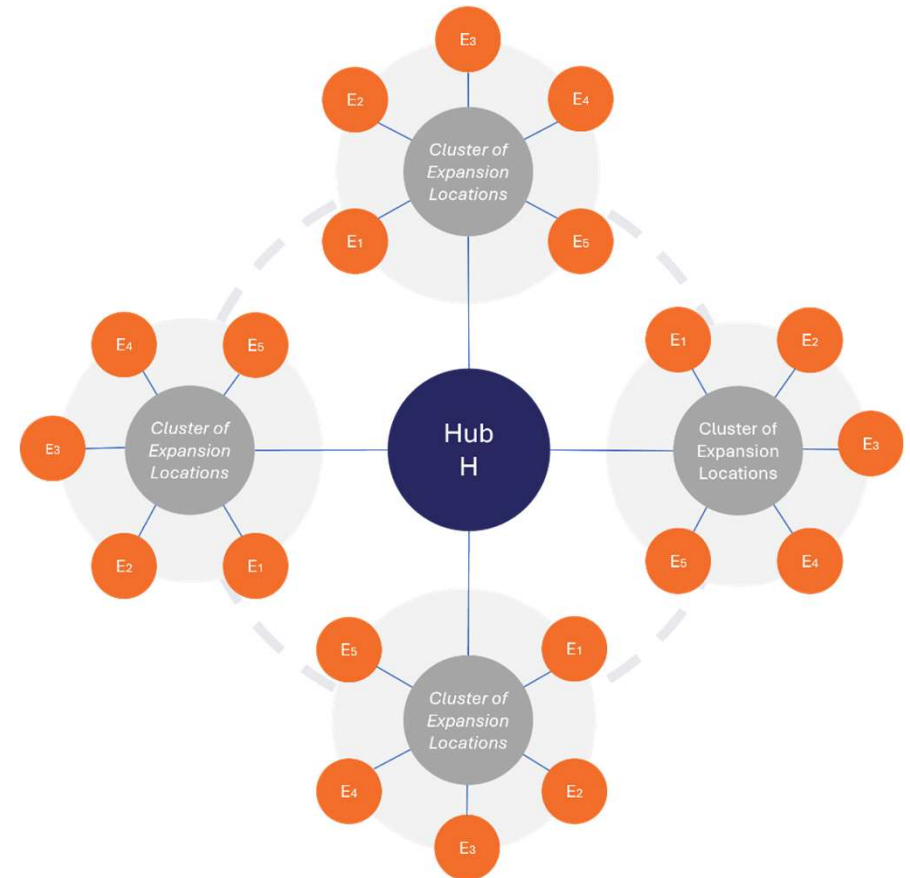 E3
E2
E4
Cluster of
Expansion
Locations
E1
E5
E4
E5
E3
Cluster of
Expansion
Locations
E2
E1
Hub
H
E1
E2
Cluster of
Expansion
Locations
E3
E5
E4
E5
E1
Cluster of
Expansion
Locations
E4
E2
E3